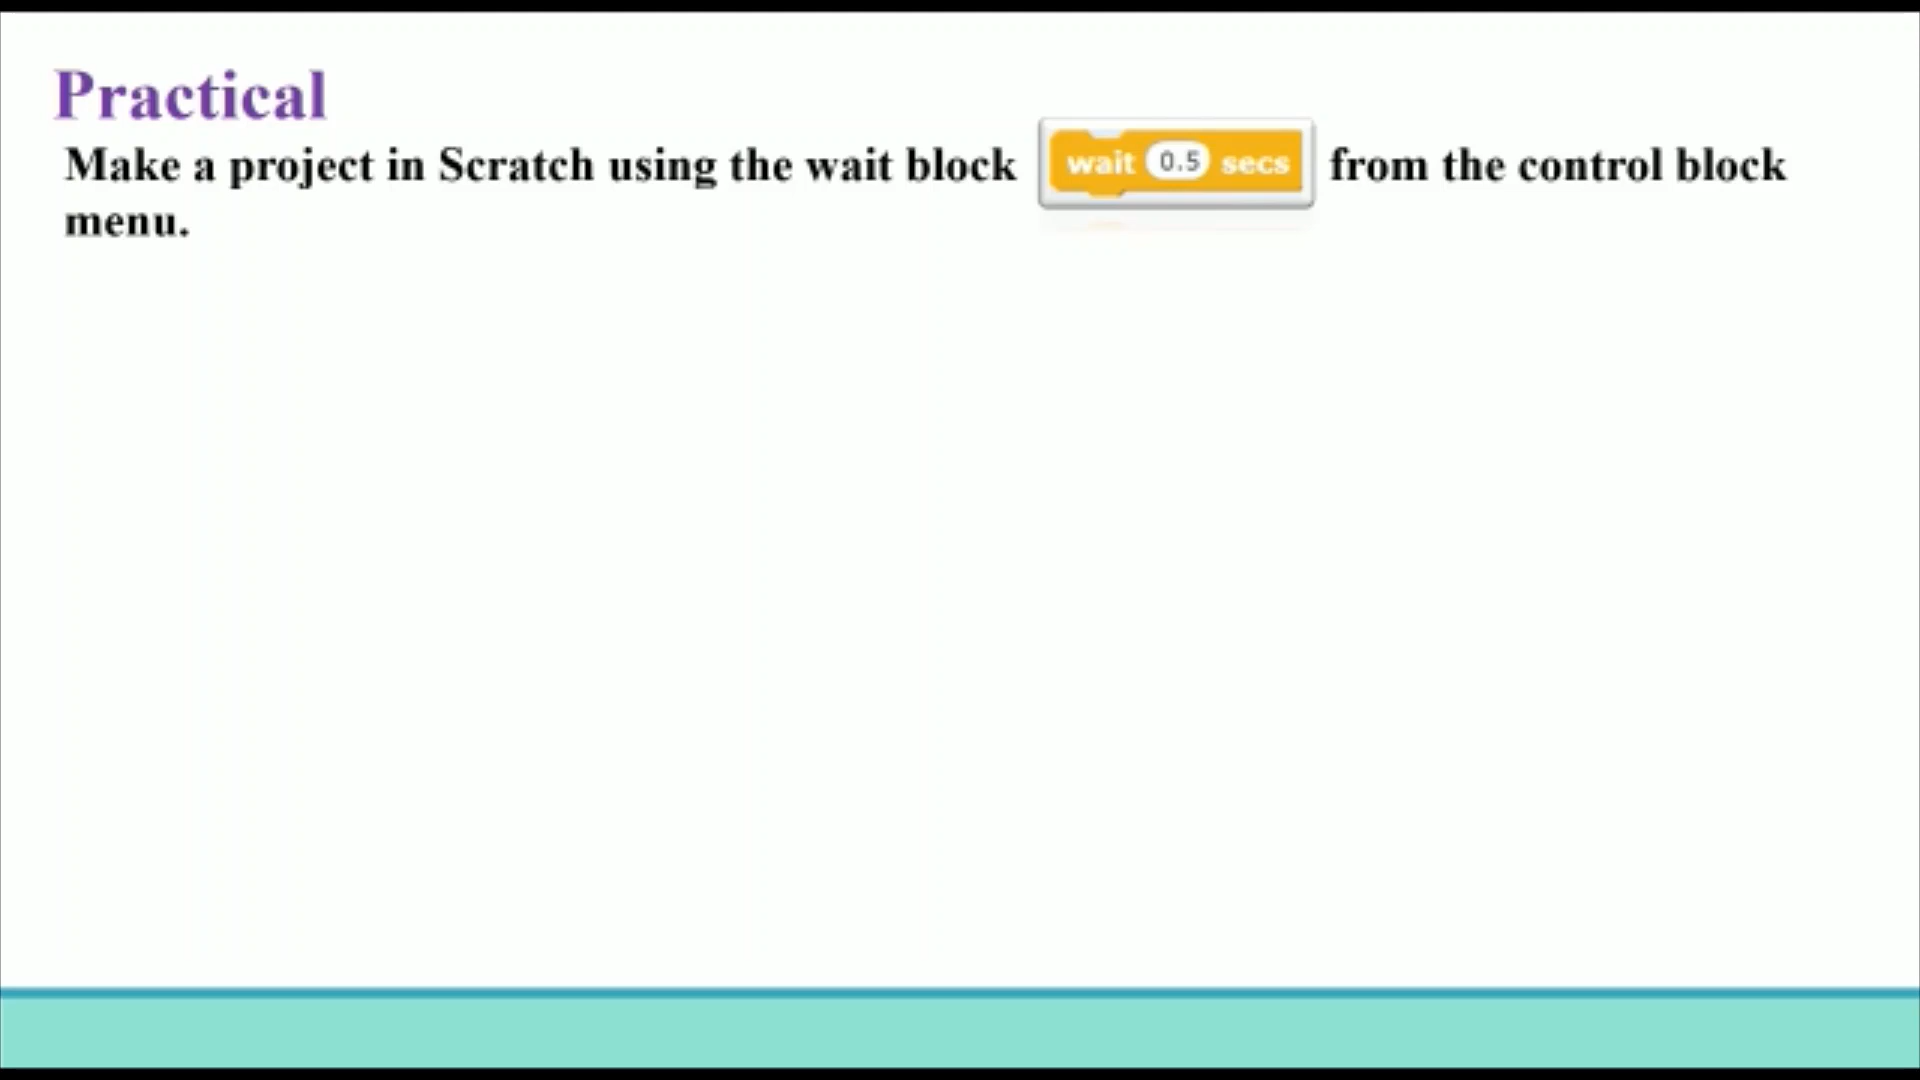 Practical
Make a project in Scratch using the wait block wait 0.5 secs from the control block
menu.